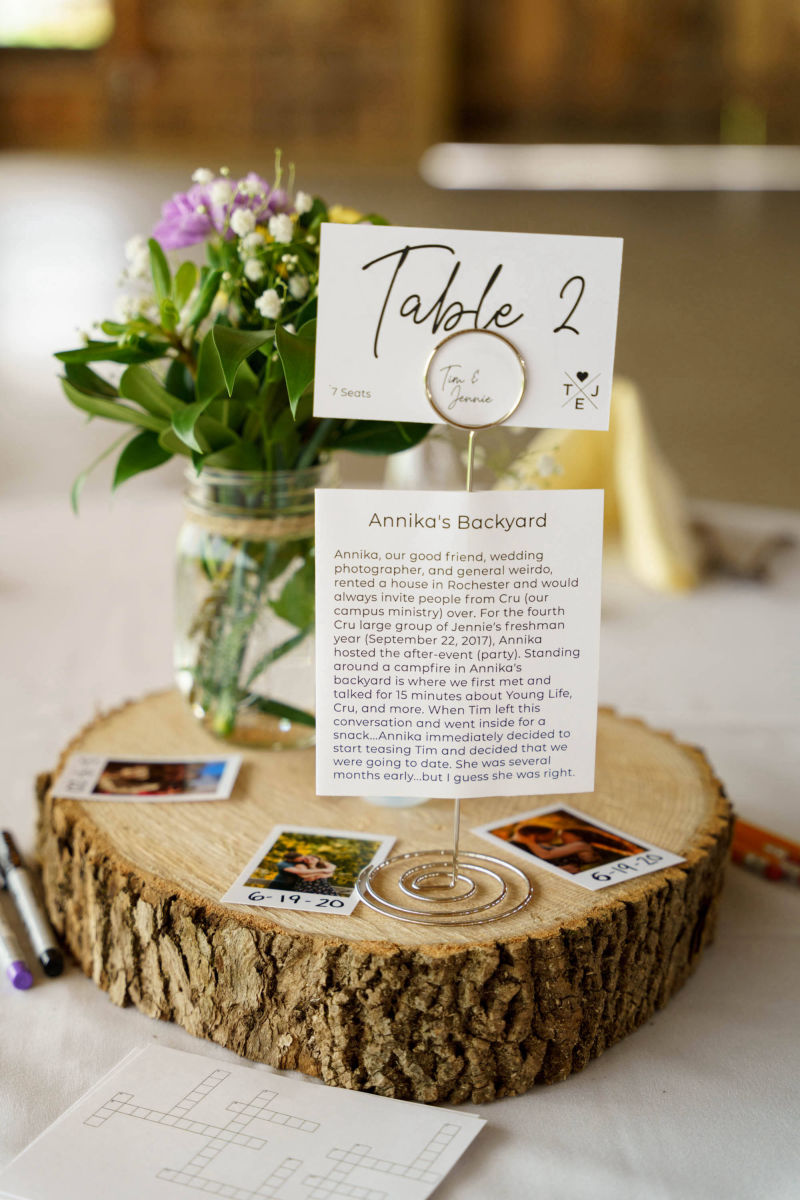 Table 2
Tim &
Jennie
7 Seats
T J
E
Annika's Backyard
Annika, our good friend, wedding
photographer, and general weirdo,
rented a house in Rochester and would
always invite people from Cru (our
campus ministry) over. For the fourth
Cru large group of Jennie's freshman
year (September 22, 2017), Annika
hosted the after-event (party). Standing
around a campfire in Annika's
backyard is where we first met and
talked for 15 minutes about Young Life,
Cru, and more. When Tim left this
conversation and went inside for a
snack...Annika immediately decided to
start teasing Tim and decided that we
were going to date. She was several
months early...but I guess she was right.
6-19-20
6-19-20